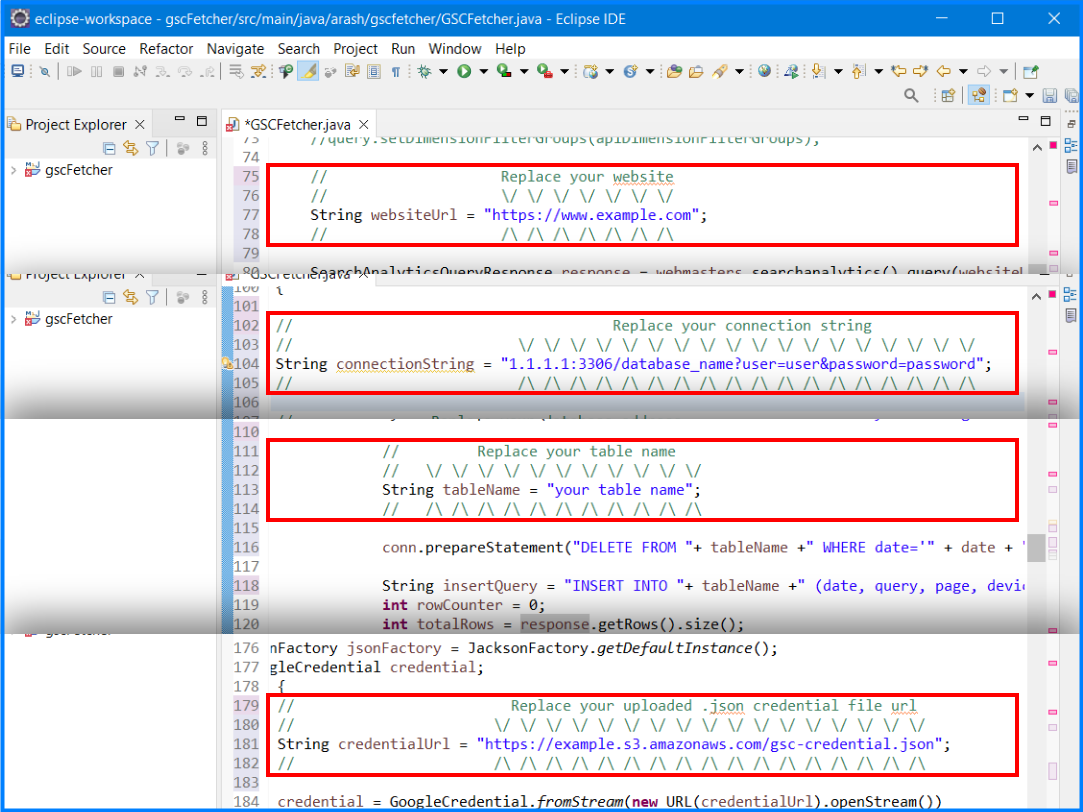 eclipse-workspace - gscFetcher/src/main/java/arash/gscfetcher/GSCFetcher.java - Eclipse IDE
File Edit Source Refactor Navigate Search Project Run Window Help
Project Explorer
*GSCFetcher.java
gscFetcher
73 //query.setDimensionFilterGroups(apiDimensionFilterGroups);
74
75 // Replace your website
76 // \/ \/ \/ \/ \/ \/ \/
77 String websiteUrl = "https://www.example.com";
78 // /\ /\ /\ /\ /\ /\ /\
79
80 SearchAnalyticsQueryResponse response = webmasters.searchanalytics().query(websiteU
Project Explorer
GSCFetcher.java
gscFetcher
100 {
101
102 // Replace your connection string
103 // \/ \/ \/ \/ \/ \/ \/ \/ \/ \/ \/ \/ \/ \/ \/ \/ \/ \/
104 String connectionString = "1.1.1.1:3306/database_name?user=user&password=password";
105 // /\ /\ /\ /\ /\ /\ /\ /\ /\ /\ /\ /\ /\ /\ /\ /\ /\ /\
106
110
111 // Replace your table name
112 // \/ \/ \/ \/ \/ \/ \/ \/ \/ \/ \/
113 String tableName = "your table name";
114 // /\ /\ /\ /\ /\ /\ /\ /\ /\ /\ /\
115
116 conn.prepareStatement("DELETE FROM "+ tableName +" WHERE date='" + date + '
117
118 String insertQuery = "INSERT INTO "+ tableName +" (date, query, page, devi
119 int rowCounter = 0;
120 int totalRows = response.getRows().size();
176 nFactory jsonFactory = JacksonFactory.getDefaultInstance();
177 gleCredential credential;
178 {
179 // Replace your uploaded .json credential file url
180 // \/ \/ \/ \/ \/ \/ \/ \/ \/ \/ \/ \/ \/ \/ \/ \/ \/
181 String credentialUrl = "https://example.s3.amazonaws.com/gsc-credential.json";
182 // /\ /\ /\ /\ /\ /\ /\ /\ /\ /\ /\ /\ /\ /\ /\ /\ /\
183
184 credential = GoogleCredential.fromStream(new URL(credentialUrl).openStream())